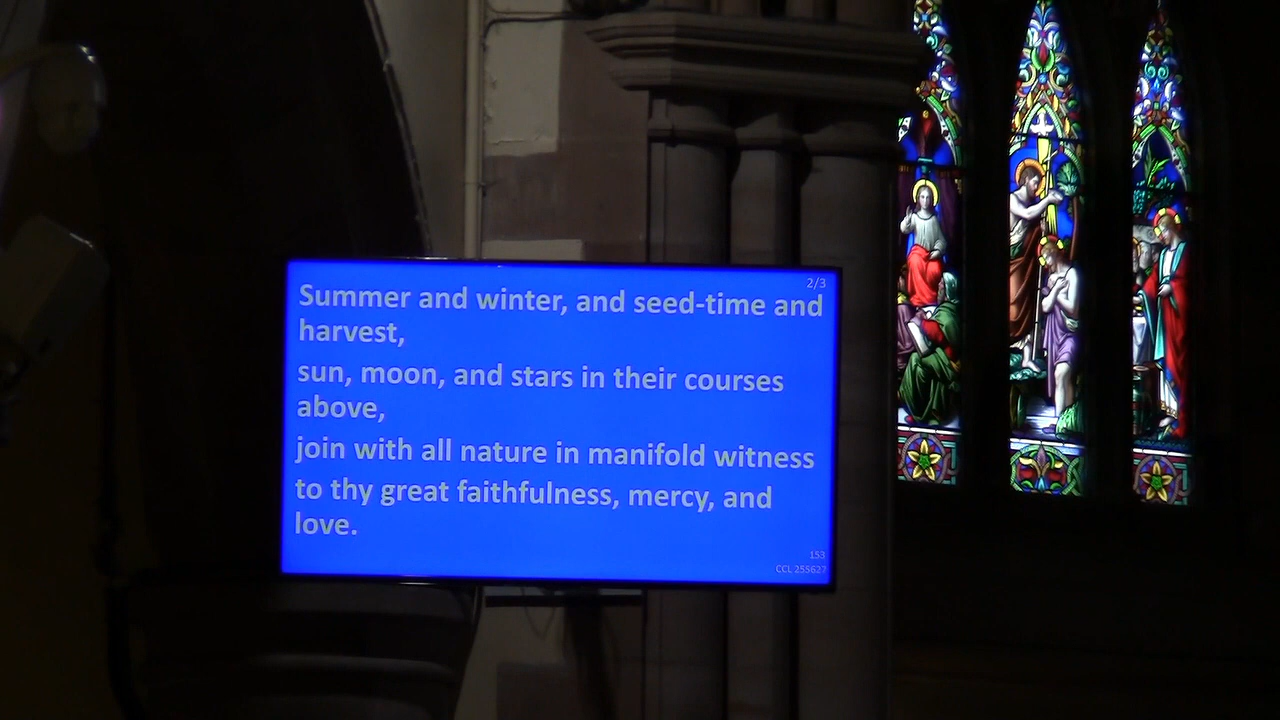 2/3
Summer and winter, and seed-time and
harvest,
sun, moon, and stars in their courses
above,
join with all nature in manifold witness
to thy great faithfulness, mercy, and
love.
153
CCL 255627